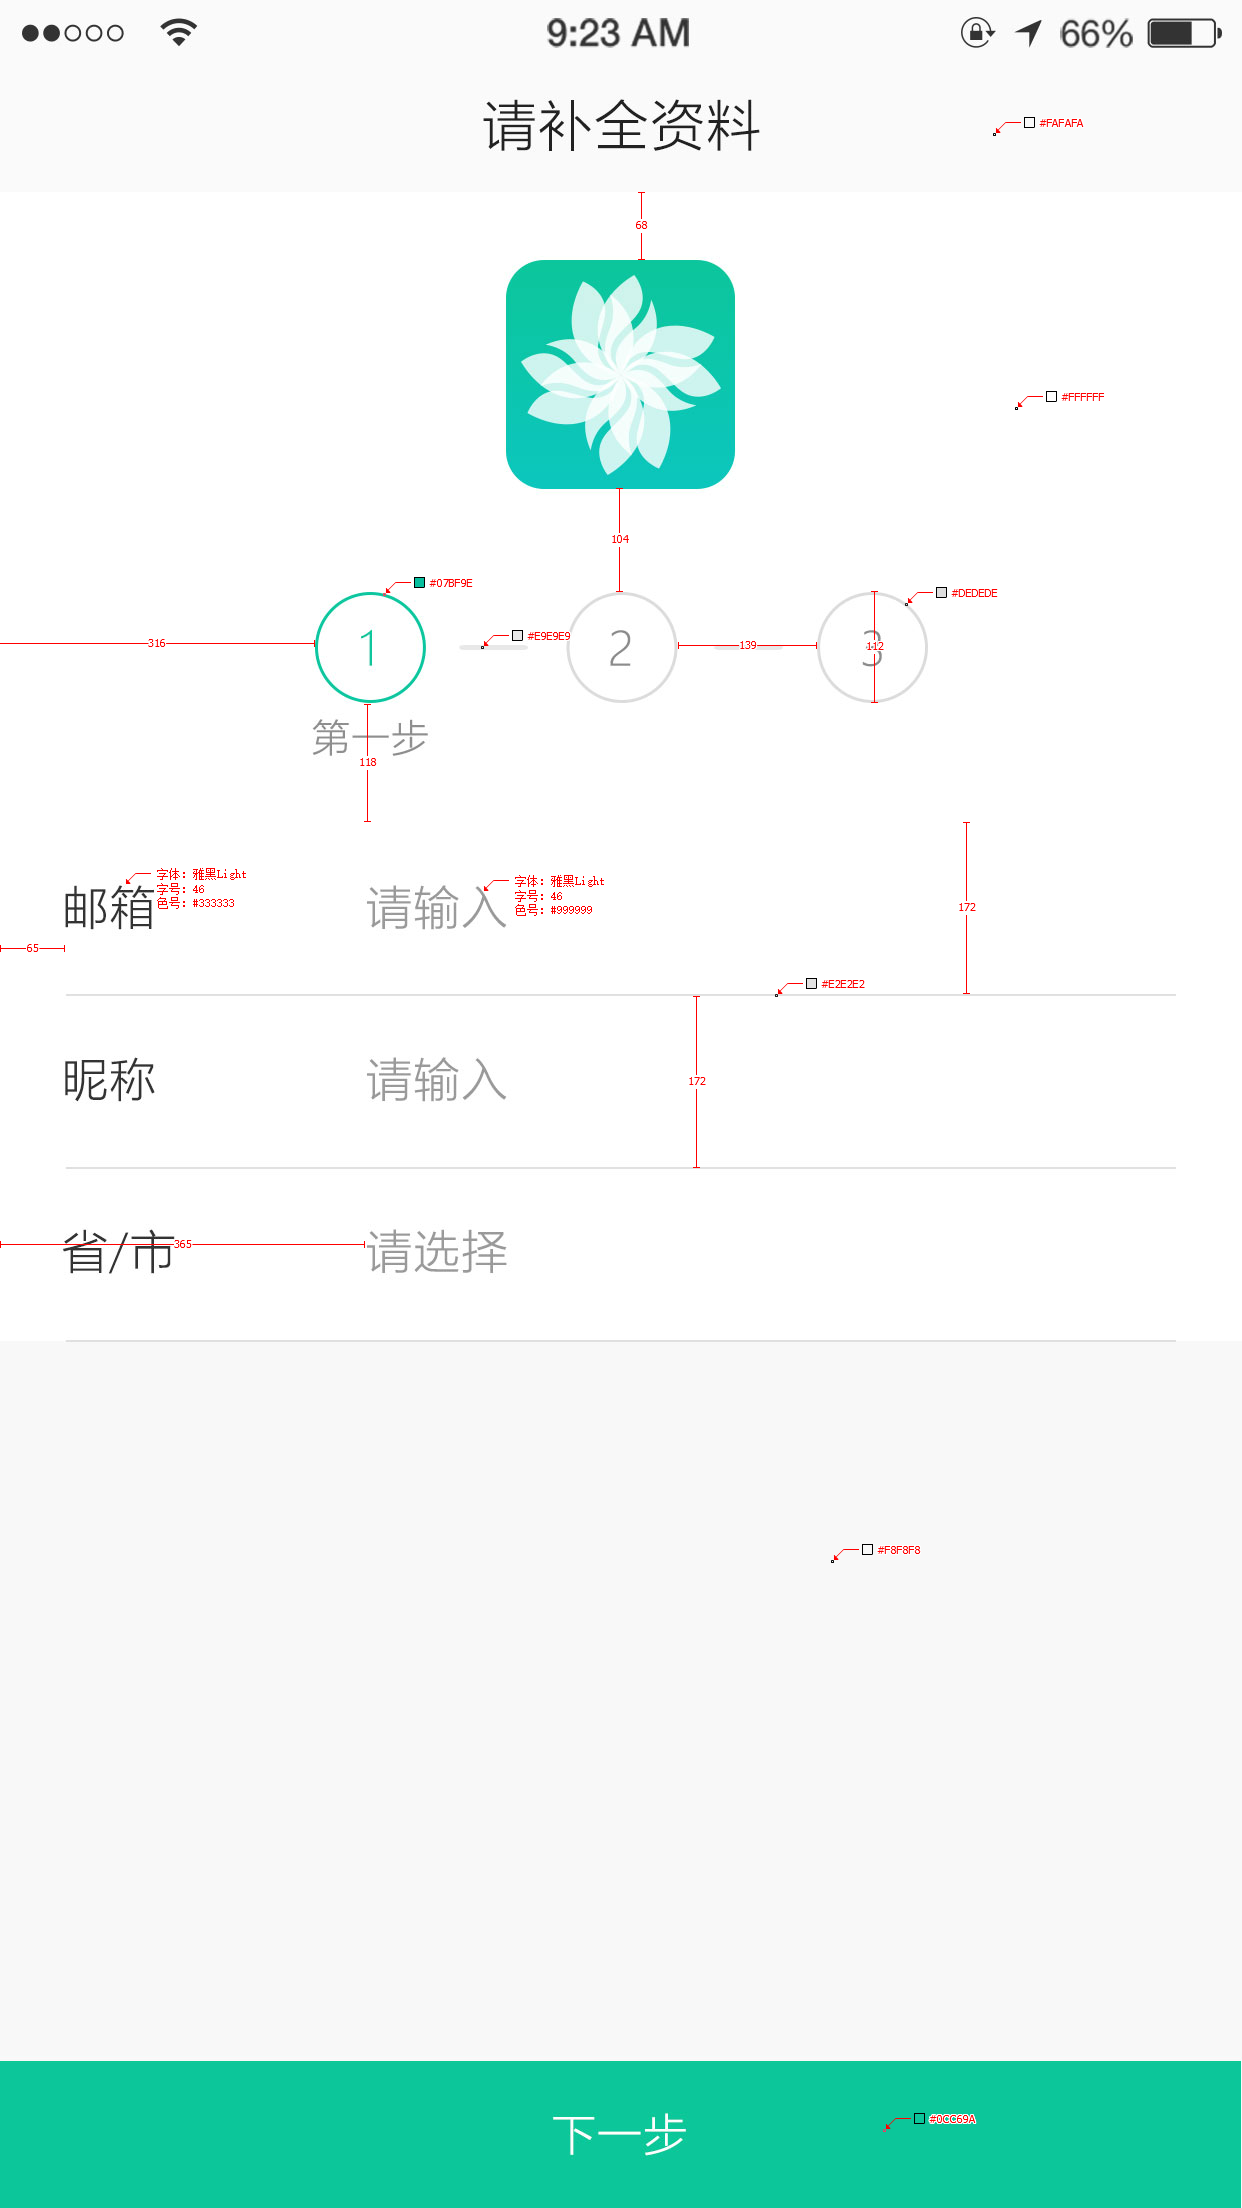 9:23 AM
66%
请补全资料
#FAFAFA
68
#FFFFFF
104
#07BF9E
#DEDEDE
316
1
#E9E9E9
2
139
3
112
第一步
118
邮箱
字体：雅黑Light
字号：46
色号：#333333
请输入
字体：雅黑Light
字号：46
色号：#999999
172
65
#E2E2E2
昵称
请输入
172
省/市
365
请选择
#F8F8F8
下一步
#0CC69A